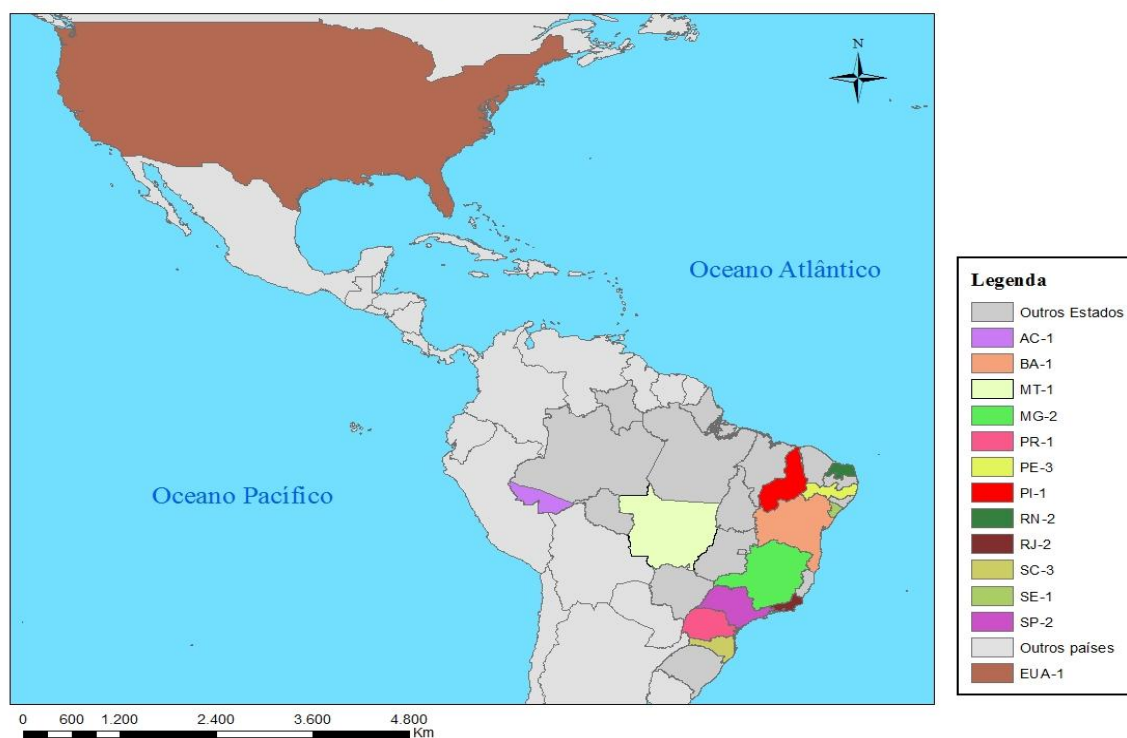 N
Oceano Atlântico
Oceano Pacífico
Legenda
Outros Estados
AC-1
BA-1
MT-1
MG-2
PR-1
PE-3
PI-1
RN-2
RJ-2
SC-3
SE-1
SP-2
Outros países
EUA-1
0 600 1.200 2.400 3.600 4.800
Km